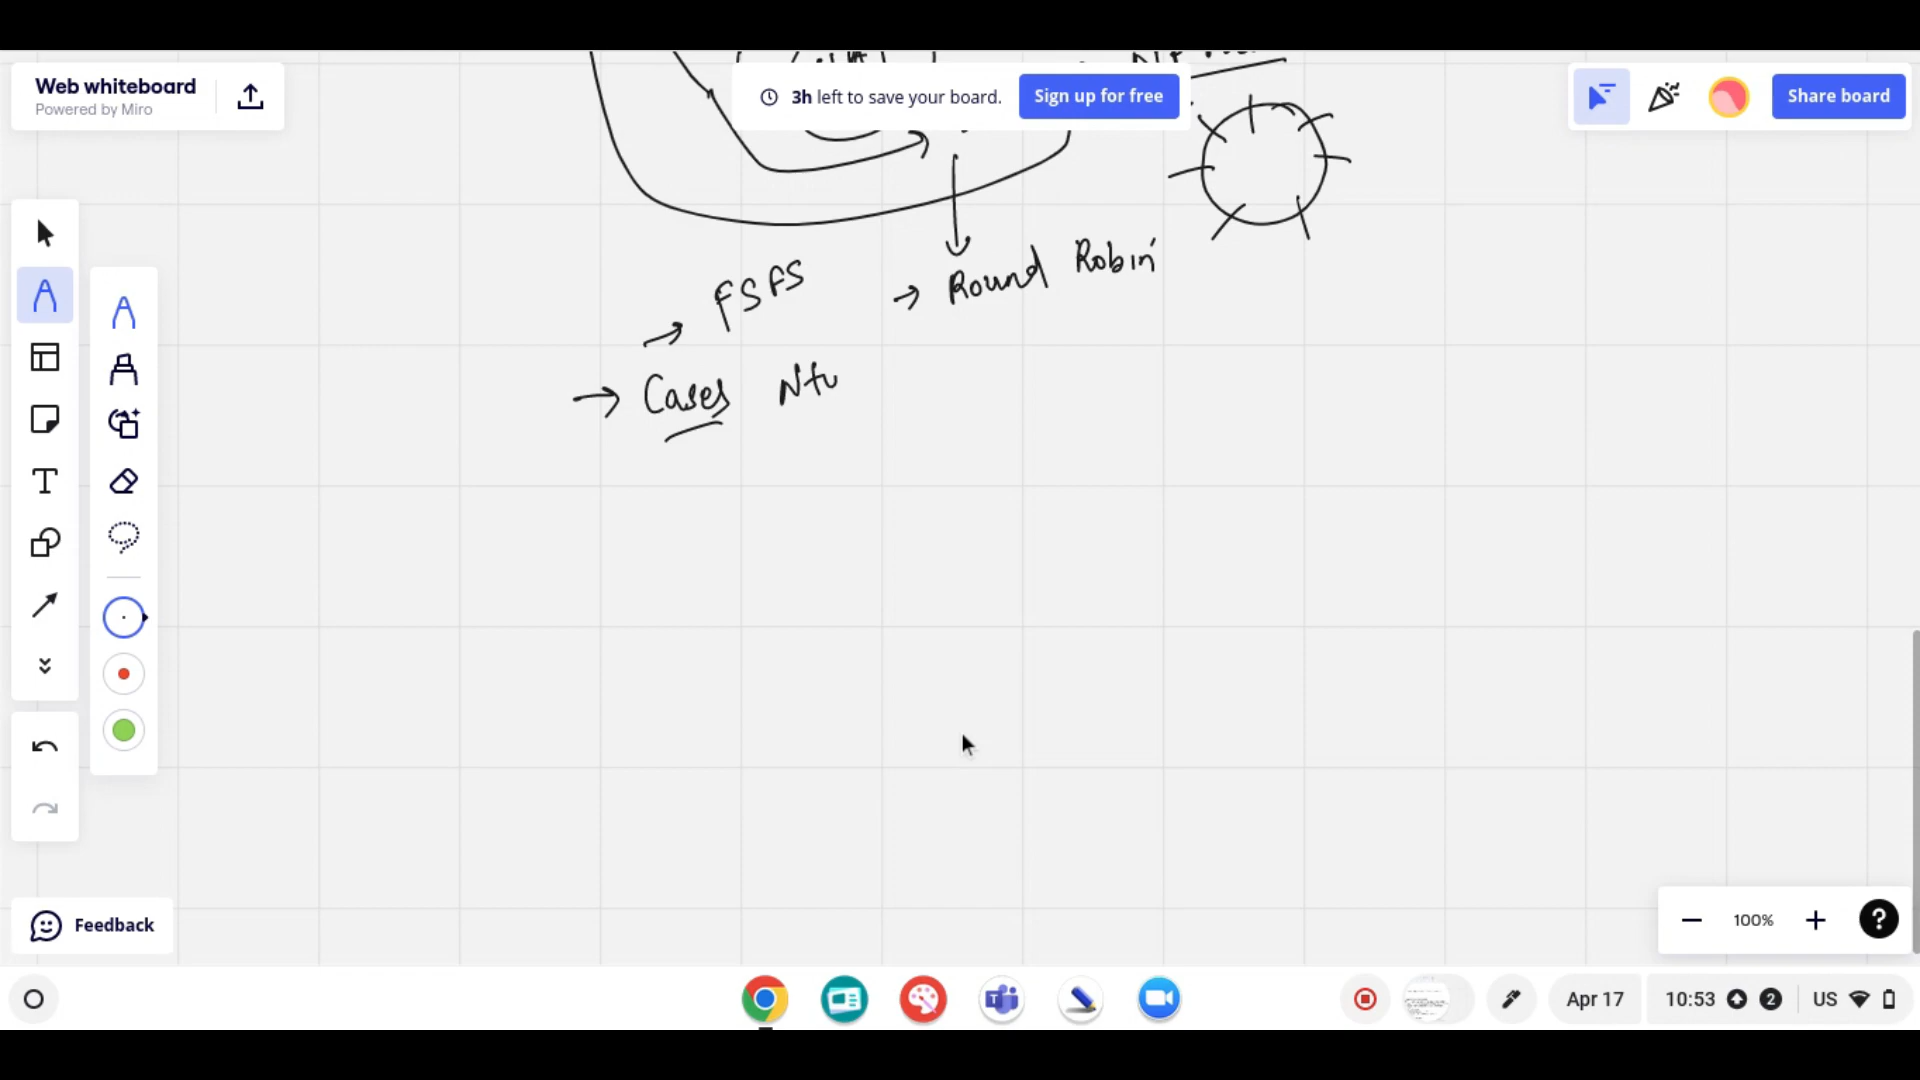 Web whiteboard
Powered by Miro
3h left to save your board.
Sign up for free
Share board
FSFS
→ Round Robin
→ Cases
Feedback
100%
Apr 17
10:53
2
US